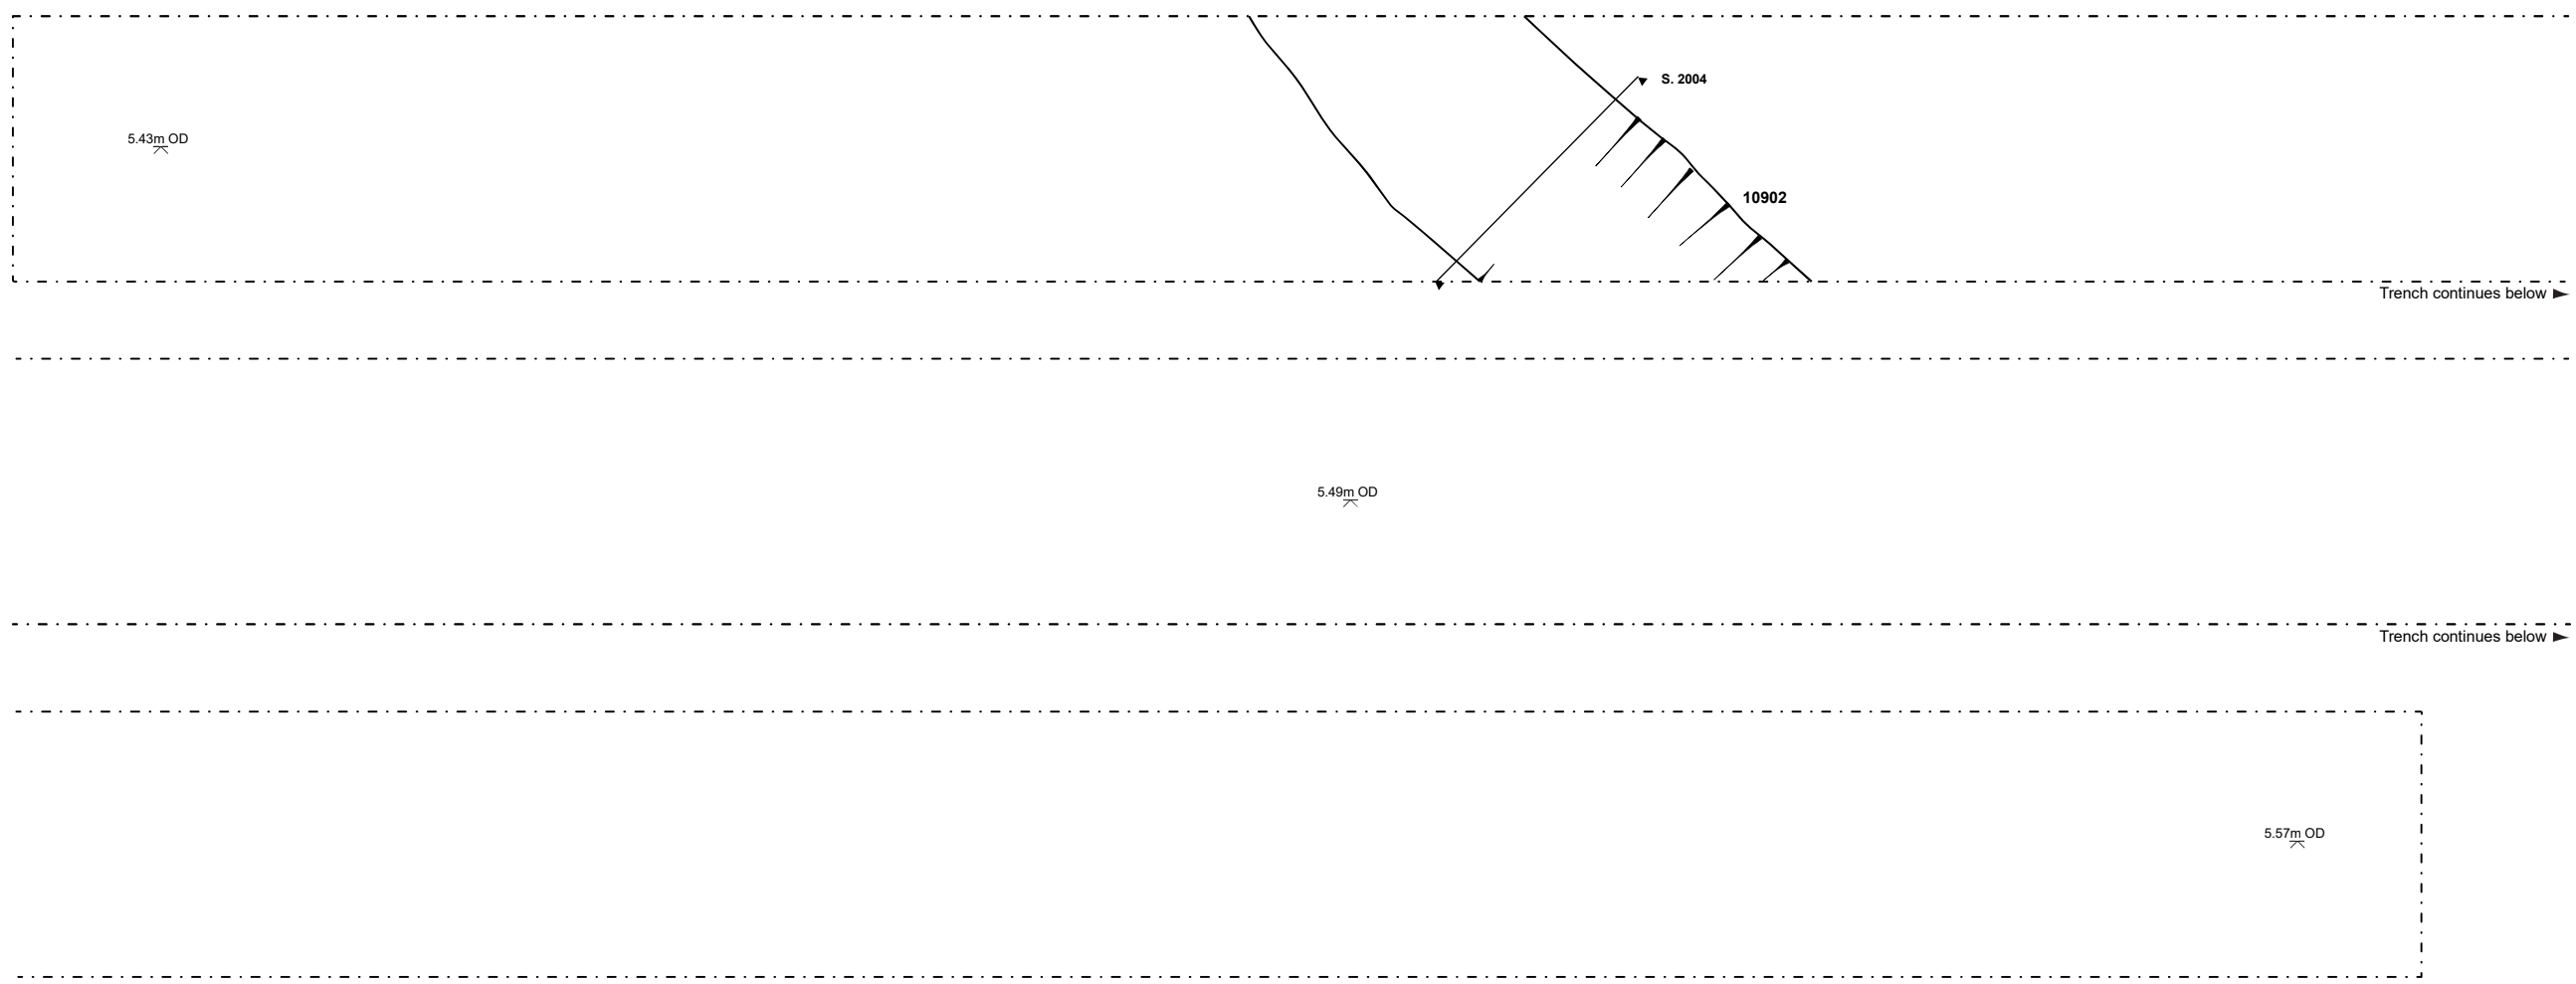 S. 2004
5.43m OD
10902
Trench continues below
5.49m OD
Trench continues below
5.57m OD